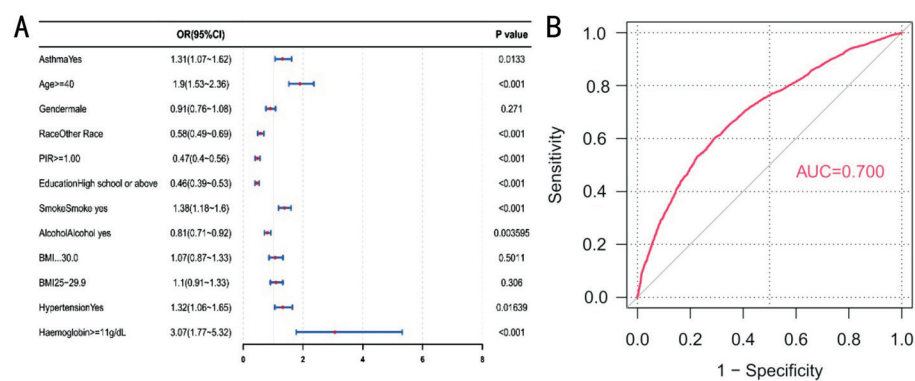 A
OR(95%CI) P value
AsthmaYes 1.31(1.07~1.62) 0.0133
Age>=40 1.9(1.53~2.36) <0.001
Gendermale 0.91(0.76~1.08) 0.271
RaceOther Race 0.58(0.49~0.69) <0.001
PIR>=1.00 0.47(0.4~0.56) <0.001
EducationHigh school or above 0.46(0.39~0.53) <0.001
SmokeSmoke yes 1.38(1.18~1.6) <0.001
AlcoholAlcohol yes 0.81(0.71~0.92) 0.003595
BMI...30.0 1.07(0.87~1.33) 0.5011
BMI25~29.9 1.1(0.91~1.33) 0.306
HypertensionYes 1.32(1.06~1.65) 0.01639
Haemoglobin>=11g/dL 3.07(1.77~5.32) <0.001
0 2 4 6 8
B
Sensitivity
1.0
0.8
0.6
0.4
0.2
0.0
AUC=0.700
0.0 0.2 0.4 0.6 0.8 1.0
1 − Specificity